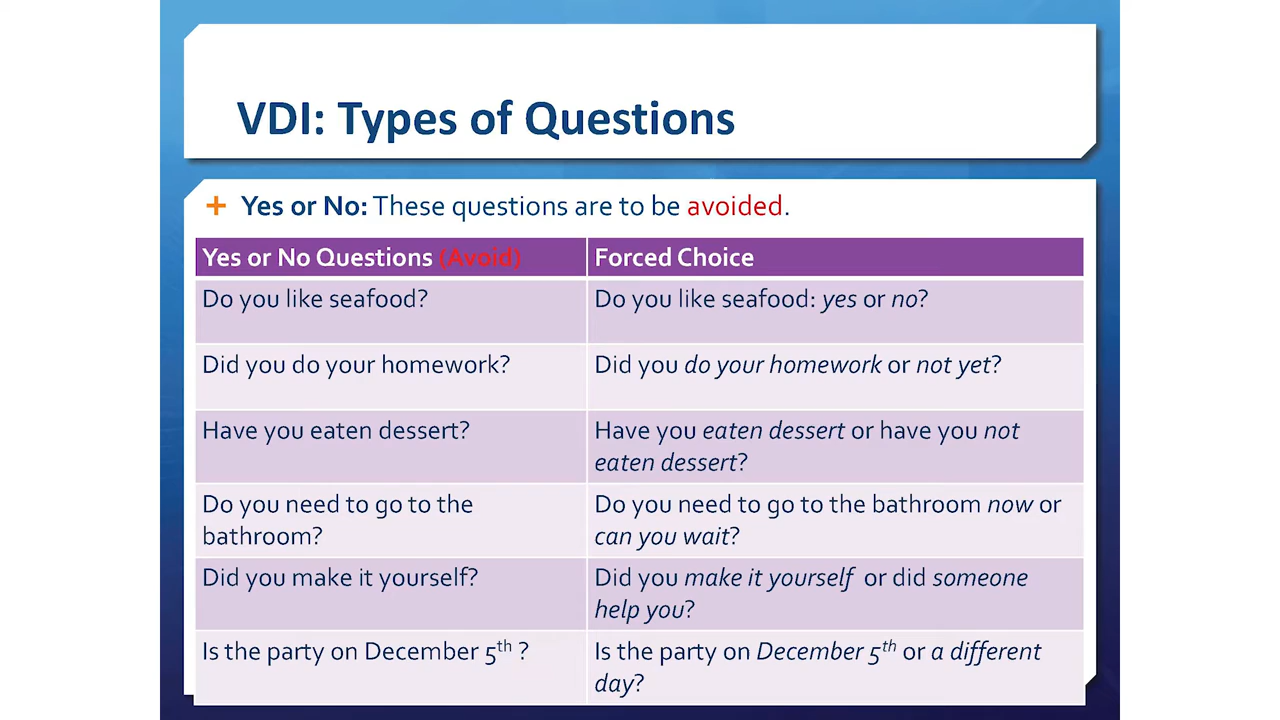 VDI: Types of Questions
+ Yes or No: These questions are to be avoided.
Yes or No Questions (Avoid)
Forced Choice
Do you like seafood?
Do you like seafood: yes or no?
Did you do your homework?
Did you do your homework or not yet?
Have you eaten dessert?
Have you eaten dessert or have you not
eaten dessert?
Do you need to go to the
bathroom?
Do you need to go to the bathroom now or
can you wait?
Did you make it yourself?
Did you make it yourself or did someone
help you?
Is the party on December 5th ?
Is the party on December 5th or a different
day?